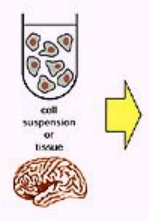 cell
suspension
or
tissue